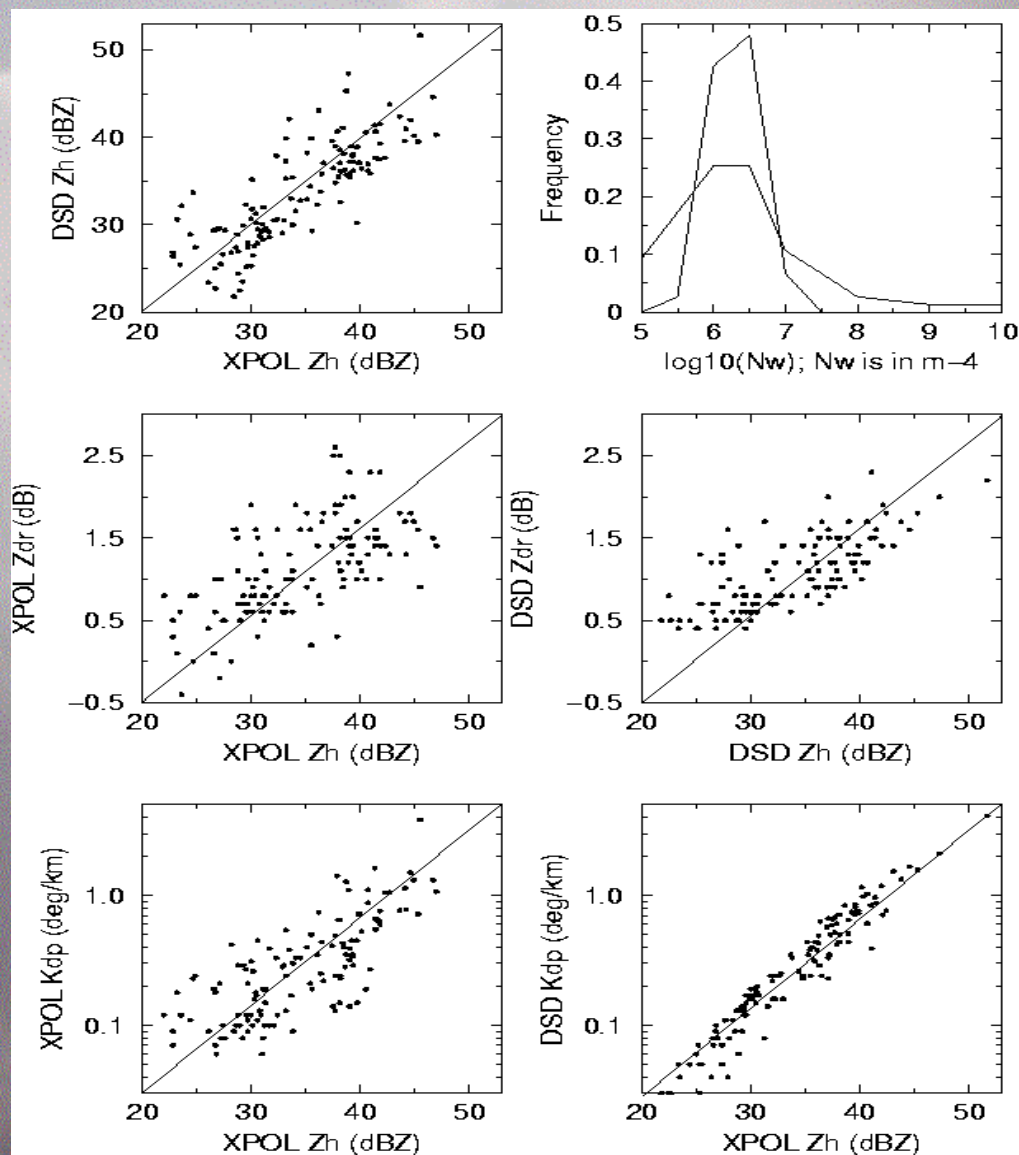 50
40
30
20
DSD Zh (dBZ)
20 30 40 50
XPOL Zh (dBZ)
0.5
0.4
0.3
0.2
0.1
0
Frequency
5 6 7 8 9 10
log10(Nw); Nw is in m-4
2.5
1.5
0.5
-0.5
XPOL Zdr (dB)
20 30 40 50
XPOL Zh (dBZ)
2.5
1.5
0.5
-0.5
DSD Zdr (dB)
20 30 40 50
DSD Zh (dBZ)
1.0
0.1
XPOL Kdp (deg/km)
20 30 40 50
XPOL Zh (dBZ)
1.0
0.1
DSD Kdp (deg/km)
20 30 40 50
XPOL Zh (dBZ)